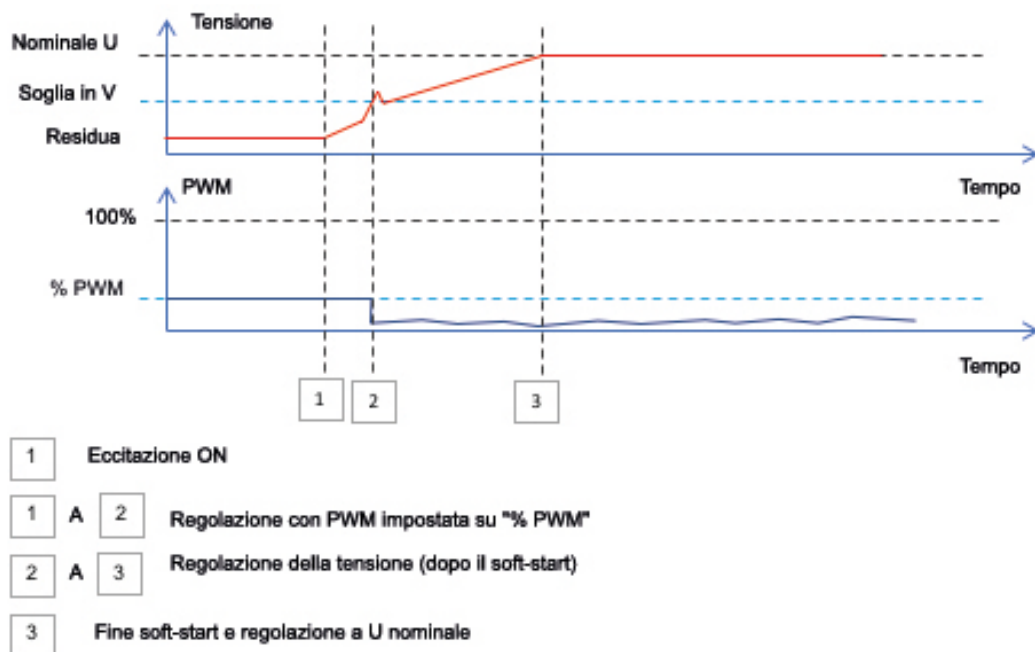 Tensione
Nominale U
Soglia in V
Residua
Tempo
PWM
100%
% PWM
Tempo
1 2 3
1 Eccitazione ON
1 A 2 Regolazione con PWM impostata su "% PWM"
2 A 3 Regolazione della tensione (dopo il soft-start)
3 Fine soft-start e regolazione a U nominale